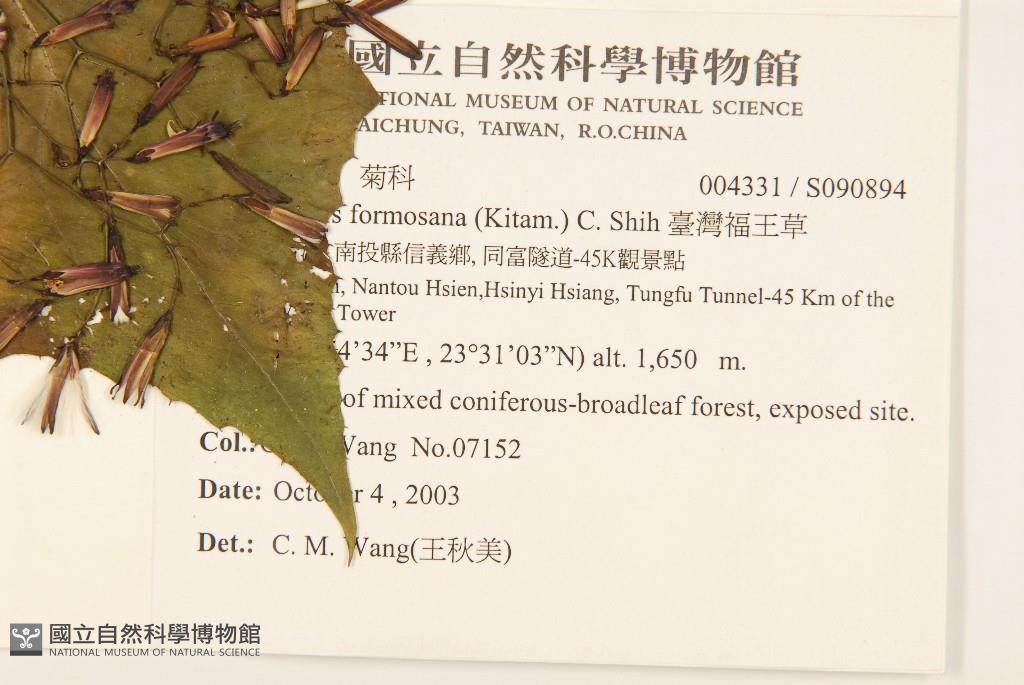 國立自然科學博物館
TIONAL MUSEUM OF NATURAL SCIENCE
AICHUNG, TAIWAN, R.O.CHINA
菊科
004331 / S090894
s formosana (Kitam.) C. Shih 臺灣福王草
南投縣信義鄉, 同富隧道-45K觀景點
, Nantou Hsien,Hsinyi Hsiang, Tungfu Tunnel-45 Km of the
Tower
4’34”E , 23°31’03”N) alt. 1,650 m.
of mixed coniferous-broadleaf forest, exposed site.
Col.: Wang No.07152
Date: Octo r 4 , 2003
Det.: C. M. Wang(王秋美)
國立自然科學博物館
NATIONAL MUSEUM OF NATURAL SCIENCE